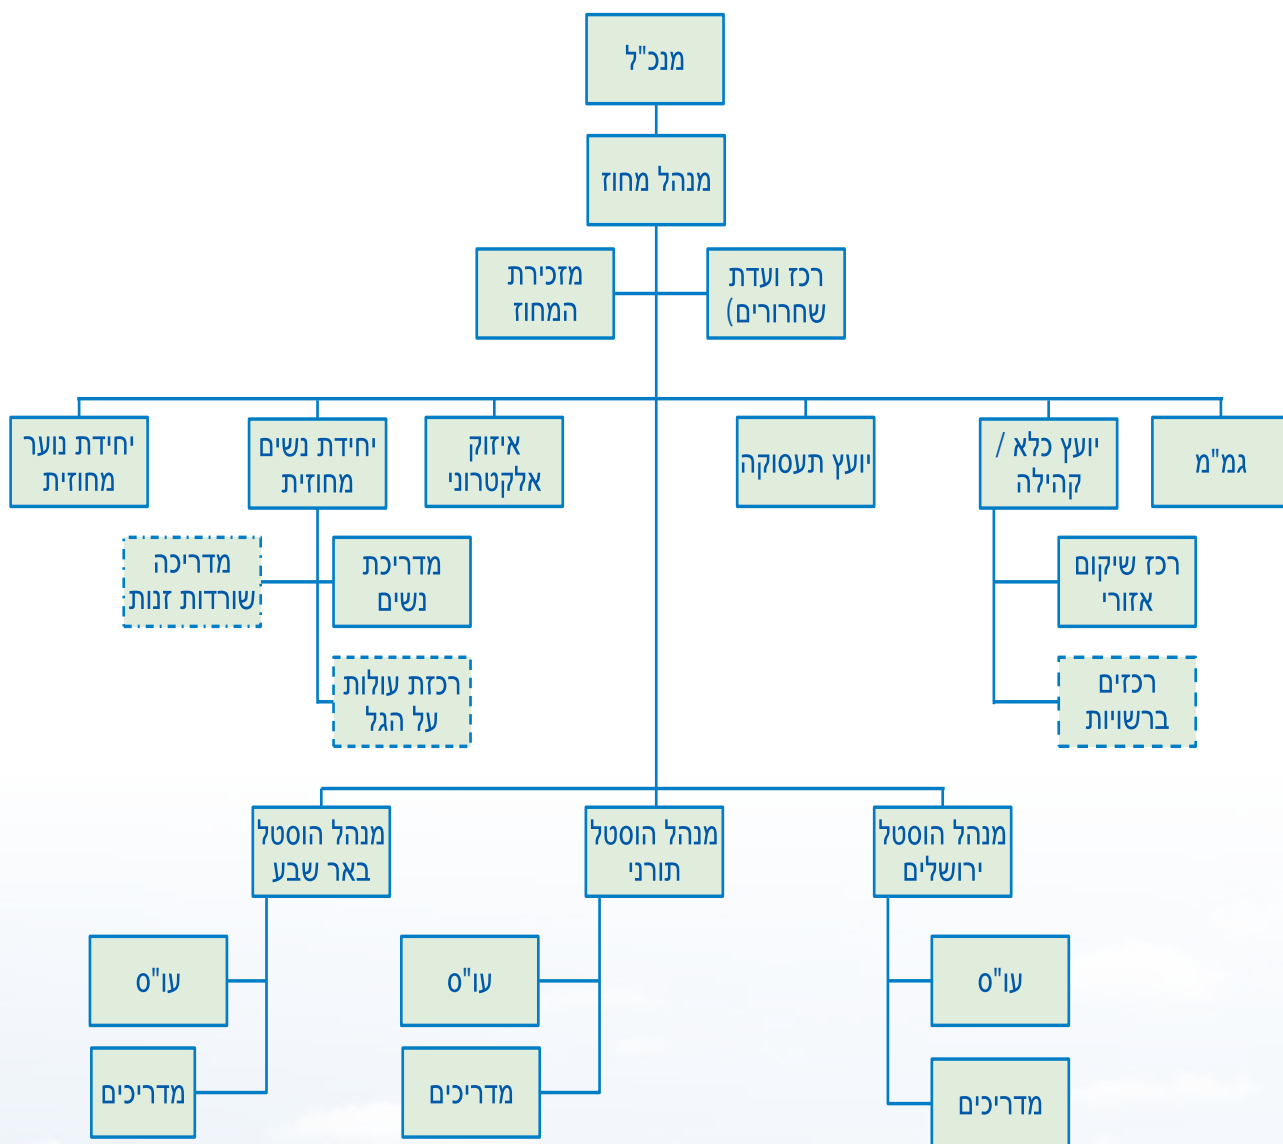 מנכ"ל
מנהל מחוז
רכז ועדת
שחרורים)
מזכירת
המחוז
גמ"מ
יועץ כלא /
קהילה
יועץ תעסוקה
איזוק
אלקטרוני
יחידת נשים
מחוזית
יחידת נוער
מחוזית
רכז שיקום
אזורי
מדריכת
נשים
מדריכה
שורדות זנות
רכזים
ברשויות
רכזת עולות
על הגל
מנהל הוסטל
ירושלים
מנהל הוסטל
תורני
מנהל הוסטל
באר שבע
עו"ס
עו"ס
עו"ס
מדריכים
מדריכים
מדריכים